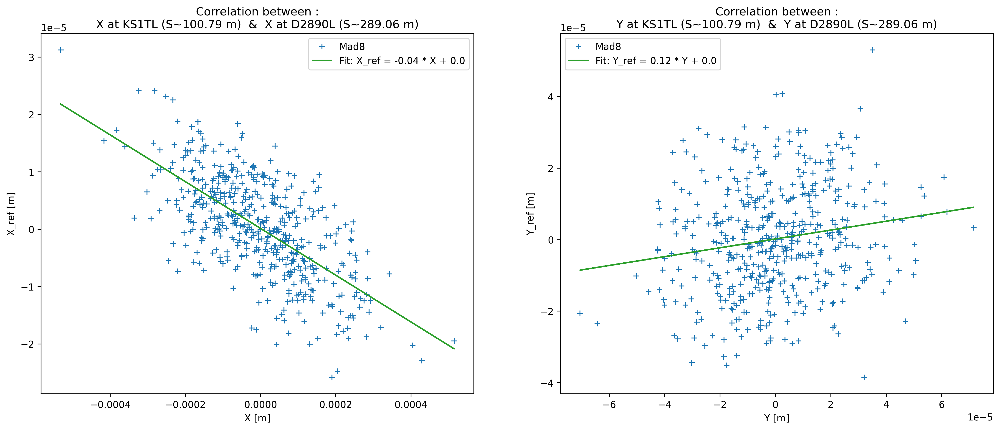 Correlation between :
X at KS1TL (S~100.79 m)  &  X at D2890L (S~289.06 m)
1e−5
Mad8
Fit: X_ref = -0.04 * X + 0.0
3
2
1
0
−1
−2
X_ref [m]
−0.0004
−0.0002
0.0000
0.0002
0.0004
X [m]
Correlation between :
Y at KS1TL (S~100.79 m)  &  Y at D2890L (S~289.06 m)
1e−5
Mad8
Fit: Y_ref = 0.12 * Y + 0.0
4
2
0
−2
−4
Y_ref [m]
−6
−4
−2
0
2
4
6
1e−5
Y [m]